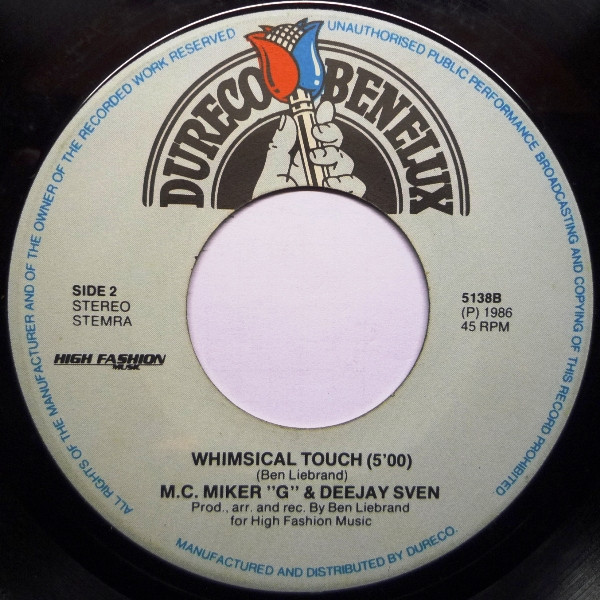 ALL RIGHTS OF THE MANUFACTURER AND OF THE OWNER OF THE RECORDED WORK RESERVED
UNAUTHORISED PUBLIC PERFORMANCE BROADCASTING AND COPYING OF THIS RECORD PROHIBITED
DURECO BENELUX
SIDE 2
STEREO
STEMRA
HIGH FASHION
MUSIC
5138B
(P) 1986
45 RPM
WHIMSICAL TOUCH (5'00)
(Ben Liebrand)
M.C. MIKER "G" & DEEJAY SVEN
Prod., arr. and rec. By Ben Liebrand
for High Fashion Music
MANUFACTURED AND DISTRIBUTED BY DURECO.